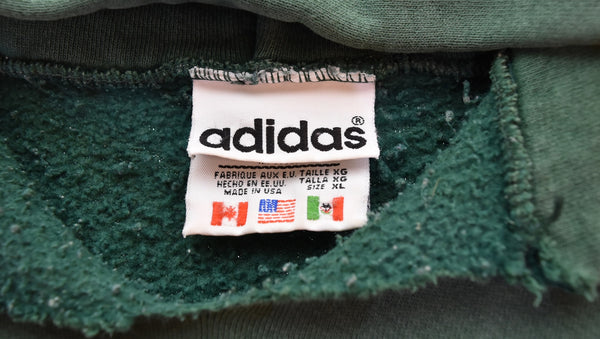 adidas®
FABRIQUE AUX E.U. TAILLE XG
HECHO EN EE.UU. TALLA XG
MADE IN USA SIZE XL